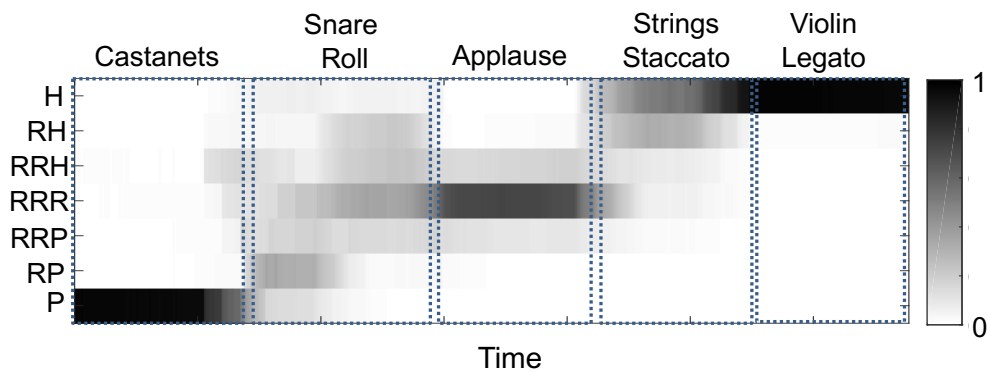 Castanets
Snare
Roll
Applause
Strings
Staccato
Violin
Legato
H
RH
RRH
RRR
RRP
RP
P
1
0
Time